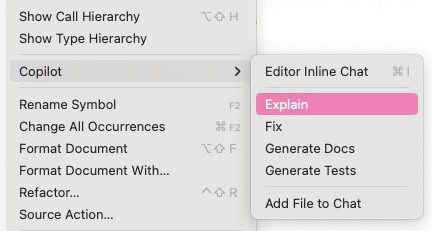 Show Call Hierarchy ⌥⇧ H
Show Type Hierarchy
Copilot >
Rename Symbol F2
Change All Occurrences ⌘ F2
Format Document ⌥⇧ F
Format Document With...
Refactor... ^⇧ R
Source Action...
Editor Inline Chat ⌘ I
Explain
Fix
Generate Docs
Generate Tests
Add File to Chat